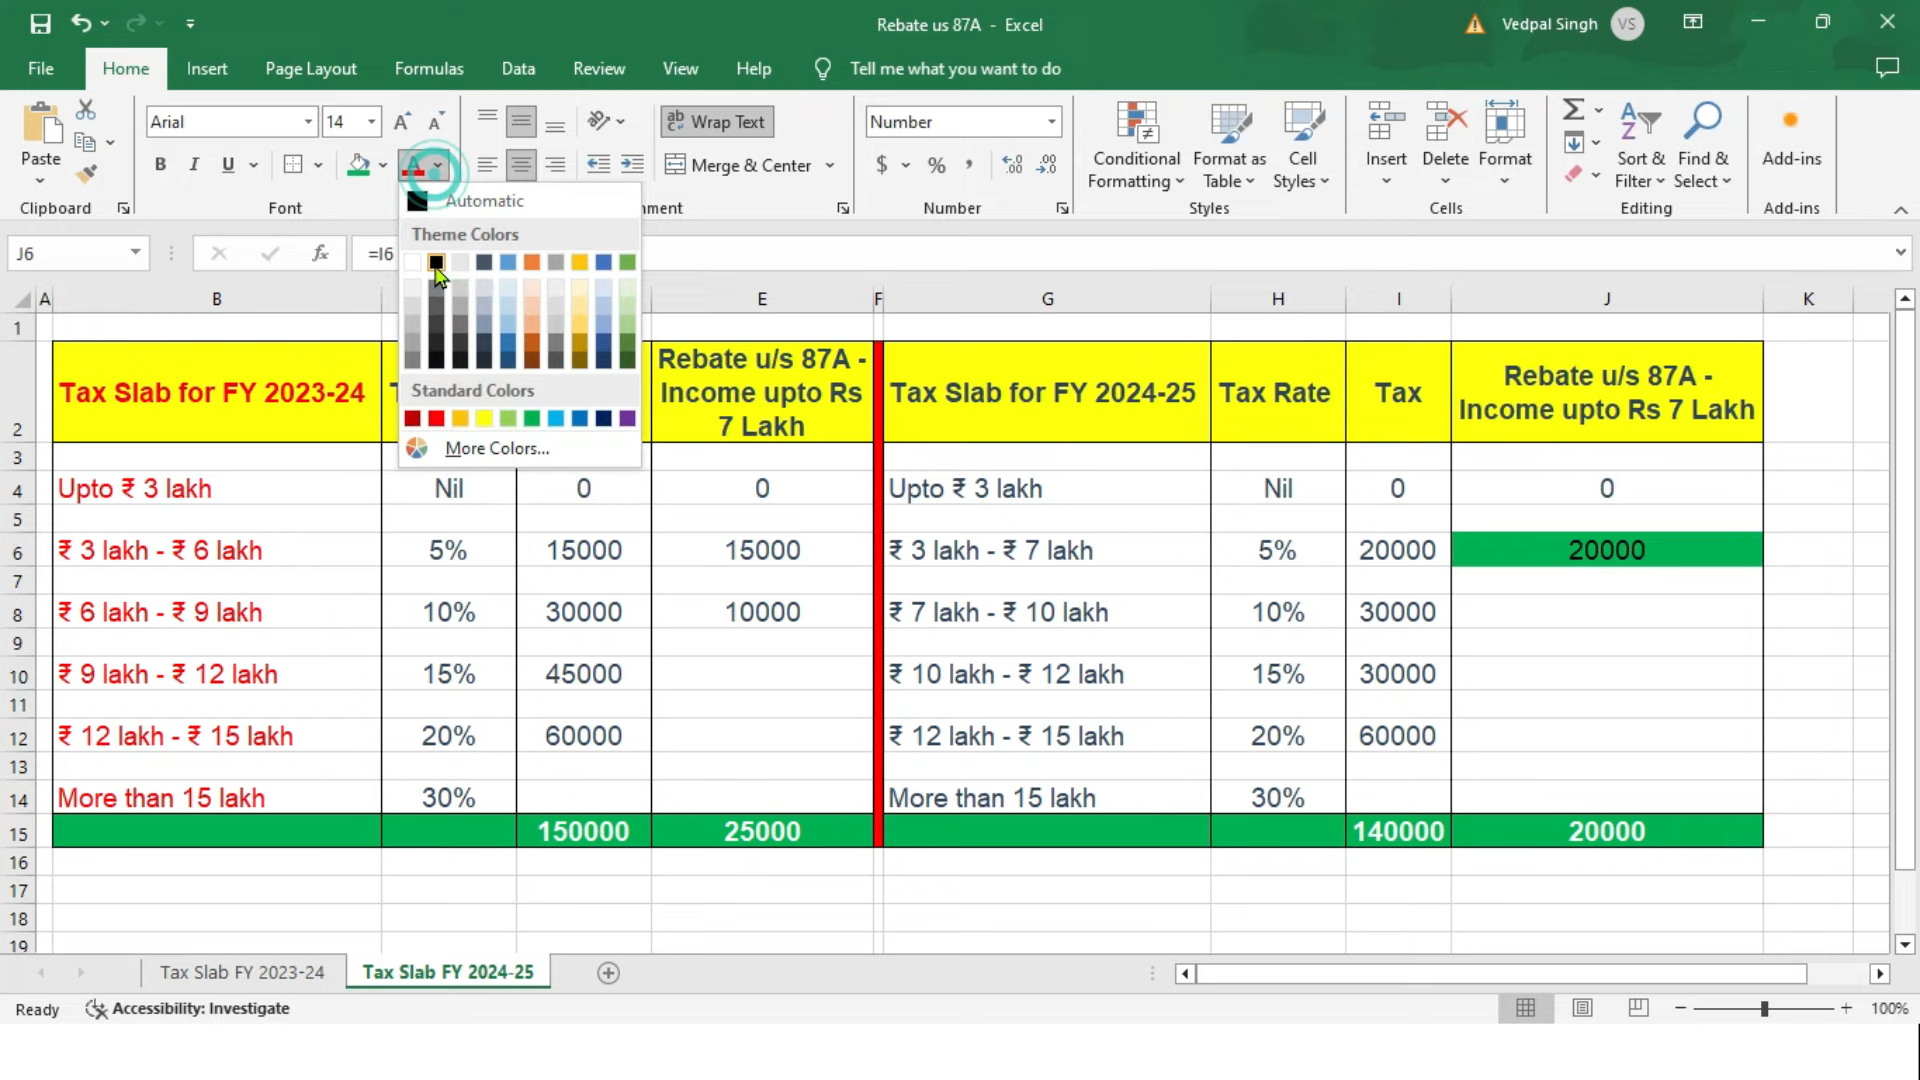 Rebate us 87A - Excel
Vedpal Singh VS
File Home Insert Page Layout Formulas Data Review View Help Tell me what you want to do
Paste
Arial 14
B I U
ab Wrap Text
Merge & Center
Number
$ % ,
Conditional Formatting
Format as Table
Cell Styles
Insert Delete Format
Sort & Filter
Find & Select
Add-ins
Clipboard Font nment Number Styles Cells Editing Add-ins
Automatic
Theme Colors
Standard Colors
More Colors...
J6 fx =I6
A B E F G H I J K
1
2 Tax Slab for FY 2023-24 Rebate u/s 87A - Income upto Rs 7 Lakh Tax Slab for FY 2024-25 Tax Rate Tax Rebate u/s 87A - Income upto Rs 7 Lakh
3
4 Upto ₹ 3 lakh Nil 0 0 Upto ₹ 3 lakh Nil 0 0
5
6 ₹ 3 lakh - ₹ 6 lakh 5% 15000 15000 ₹ 3 lakh - ₹ 7 lakh 5% 20000 20000
7
8 ₹ 6 lakh - ₹ 9 lakh 10% 30000 10000 ₹ 7 lakh - ₹ 10 lakh 10% 30000
9
10 ₹ 9 lakh - ₹ 12 lakh 15% 45000 ₹ 10 lakh - ₹ 12 lakh 15% 30000
11
12 ₹ 12 lakh - ₹ 15 lakh 20% 60000 ₹ 12 lakh - ₹ 15 lakh 20% 60000
13
14 More than 15 lakh 30% More than 15 lakh 30%
15 150000 25000 140000 20000
16
17
18
19
Tax Slab FY 2023-24 Tax Slab FY 2024-25
Ready Accessibility: Investigate 100%